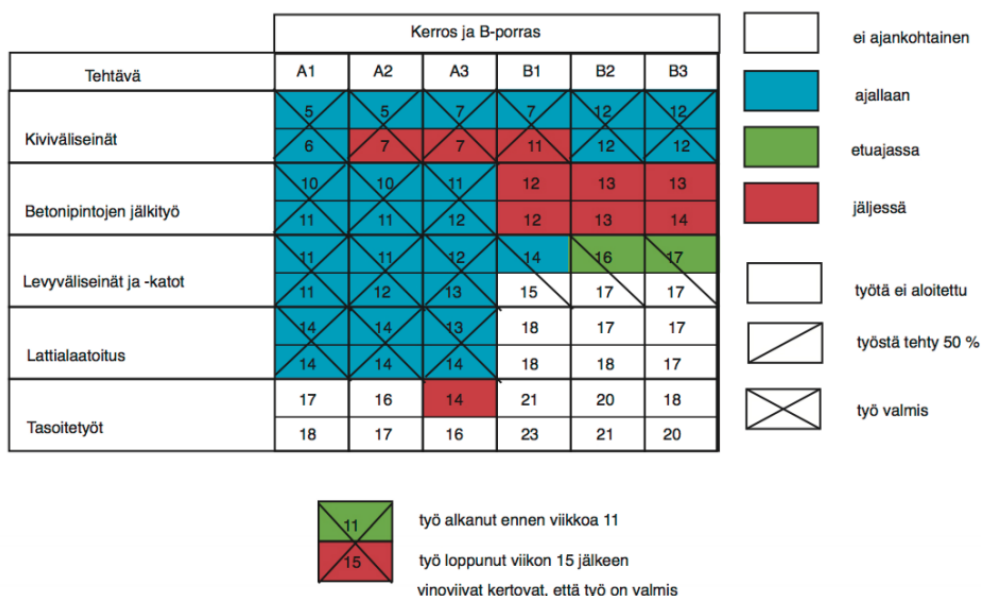 Kerros ja B-porras
Tehtävä A1 A2 A3 B1 B2 B3
5 5 7 7 12 12
Kiviväliseinät
6 7 7 11 12 12
10 10 11 12 13 13
Betonipintojen jälkityö
11 11 12 12 13 14
11 11 12 14 16 17
Levyväliseinät ja -katot
11 12 13 15 17 17
14 14 13 18 17 17
Lattialaatoitus
14 14 14 18 18 17
17 16 14 21 20 18
Tasoitetyöt
18 17 16 23 21 20
ei ajankohtainen
ajallaan
etuajassa
jäljessä
työtä ei aloitettu
työstä tehty 50 %
työ valmis
11 työ alkanut ennen viikkoa 11
15 työ loppunut viikon 15 jälkeen
vinoviivat kertovat, että työ on valmis